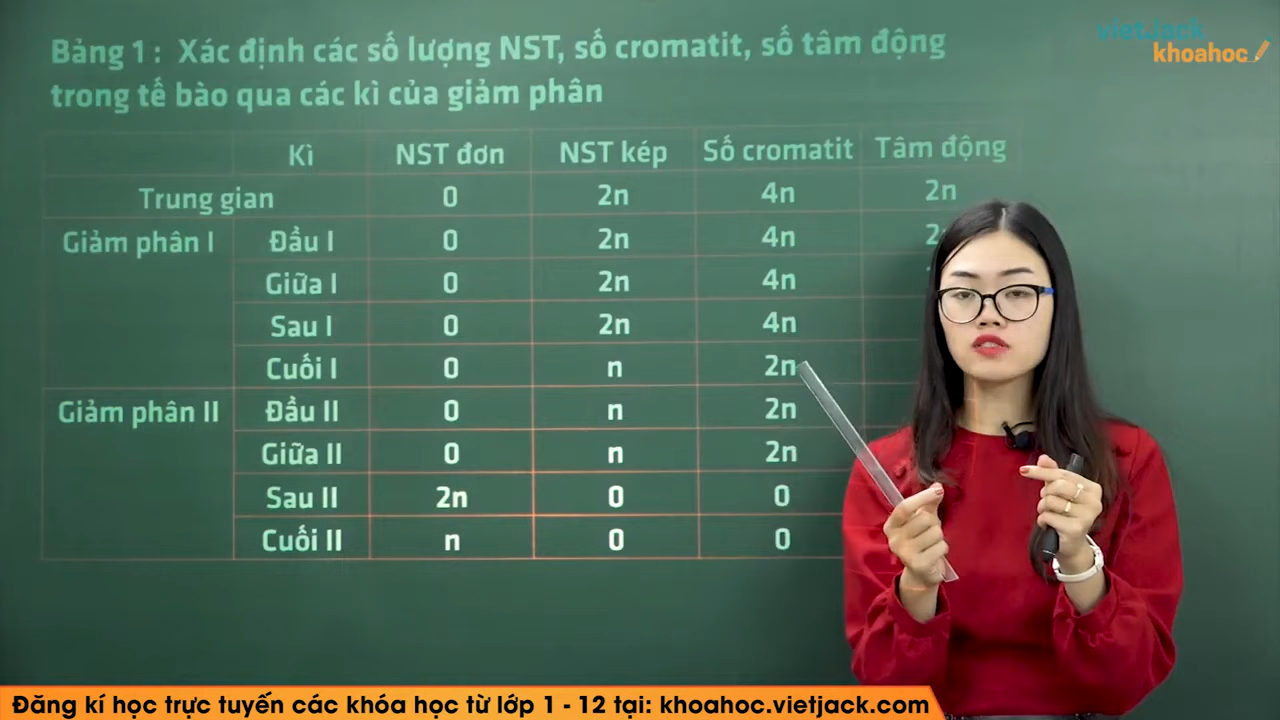 Bảng 1 : Xác định các số lượng NST, số cromatit, số tâm động
trong tế bào qua các kì của giảm phân
vietjack
khoahoc
Kì NST đơn NST kép Số cromatit Tâm động
Trung gian 0 2n 4n 2n
Giảm phân I Đầu I 0 2n 4n
Giữa I 0 2n 4n
Sau I 0 2n 4n
Cuối I 0 n 2n
Giảm phân II Đầu II 0 n 2n
Giữa II 0 n 2n
Sau II 2n 0 0
Cuối II n 0 0
Đăng kí học trực tuyến các khóa học từ lớp 1 - 12 tại: khoahoc.vietjack.com